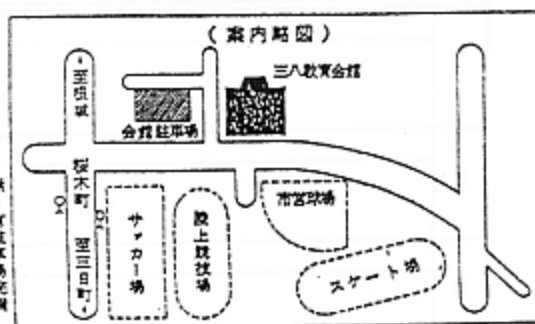 (案内略図)
至根城
三八教育会館
会館駐車場
桜木町
市営球場
サッカー場
陸上競技場
至三日町
スケート場